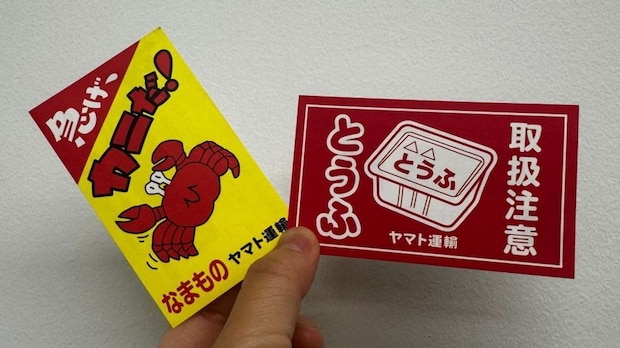 急げ、
カニだ!
なまもの
ヤマト運輸
取扱注意
とうふ
とうふ
ヤマト運輸